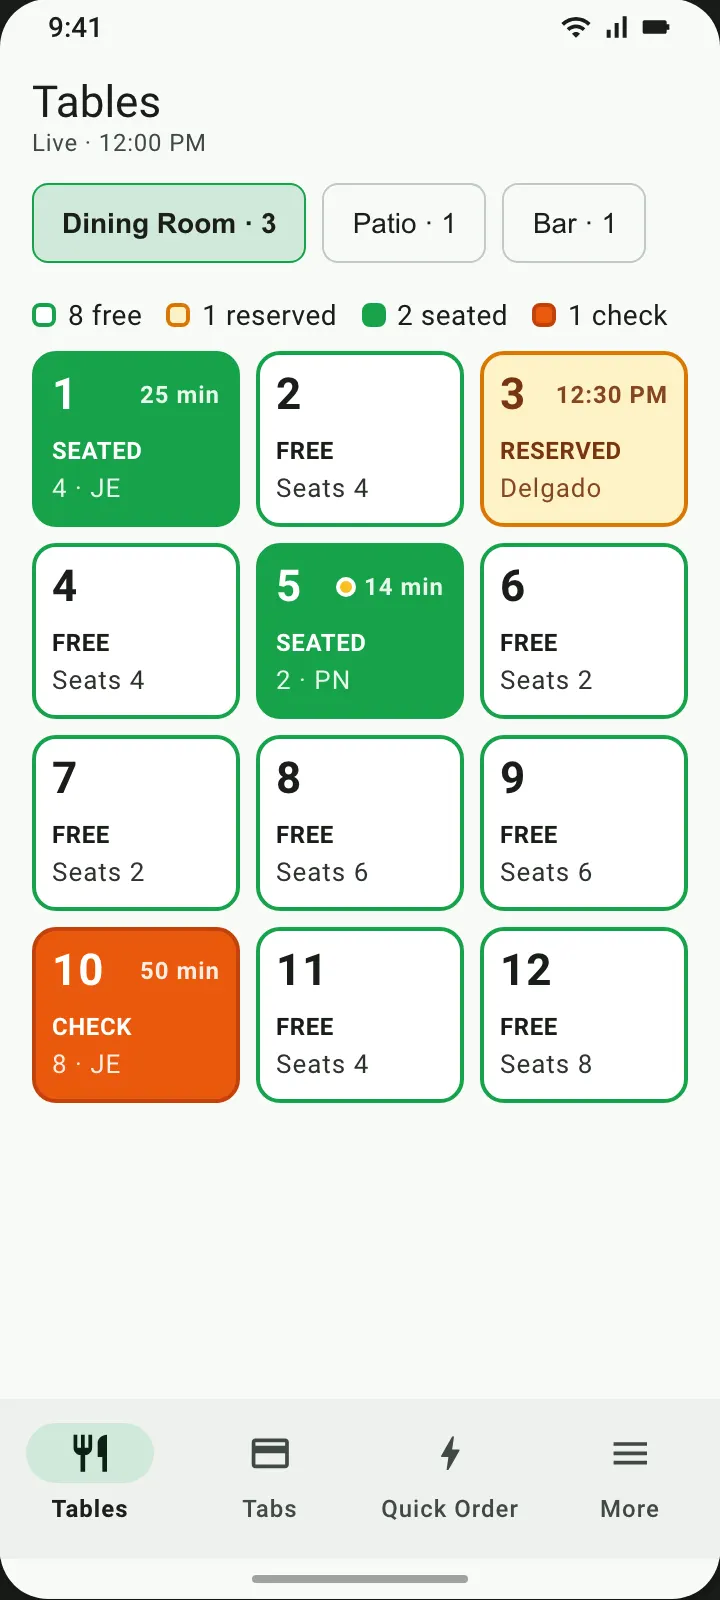 9:41
Tables
Live · 12:00 PM
Dining Room · 3 Patio · 1 Bar · 1
8 free 1 reserved 2 seated 1 check
1 25 min
SEATED
4 · JE
2
FREE
Seats 4
3 12:30 PM
RESERVED
Delgado
4
FREE
Seats 4
5 14 min
SEATED
2 · PN
6
FREE
Seats 2
7
FREE
Seats 2
8
FREE
Seats 6
9
FREE
Seats 6
10 50 min
CHECK
8 · JE
11
FREE
Seats 4
12
FREE
Seats 8
Tables Tabs Quick Order More